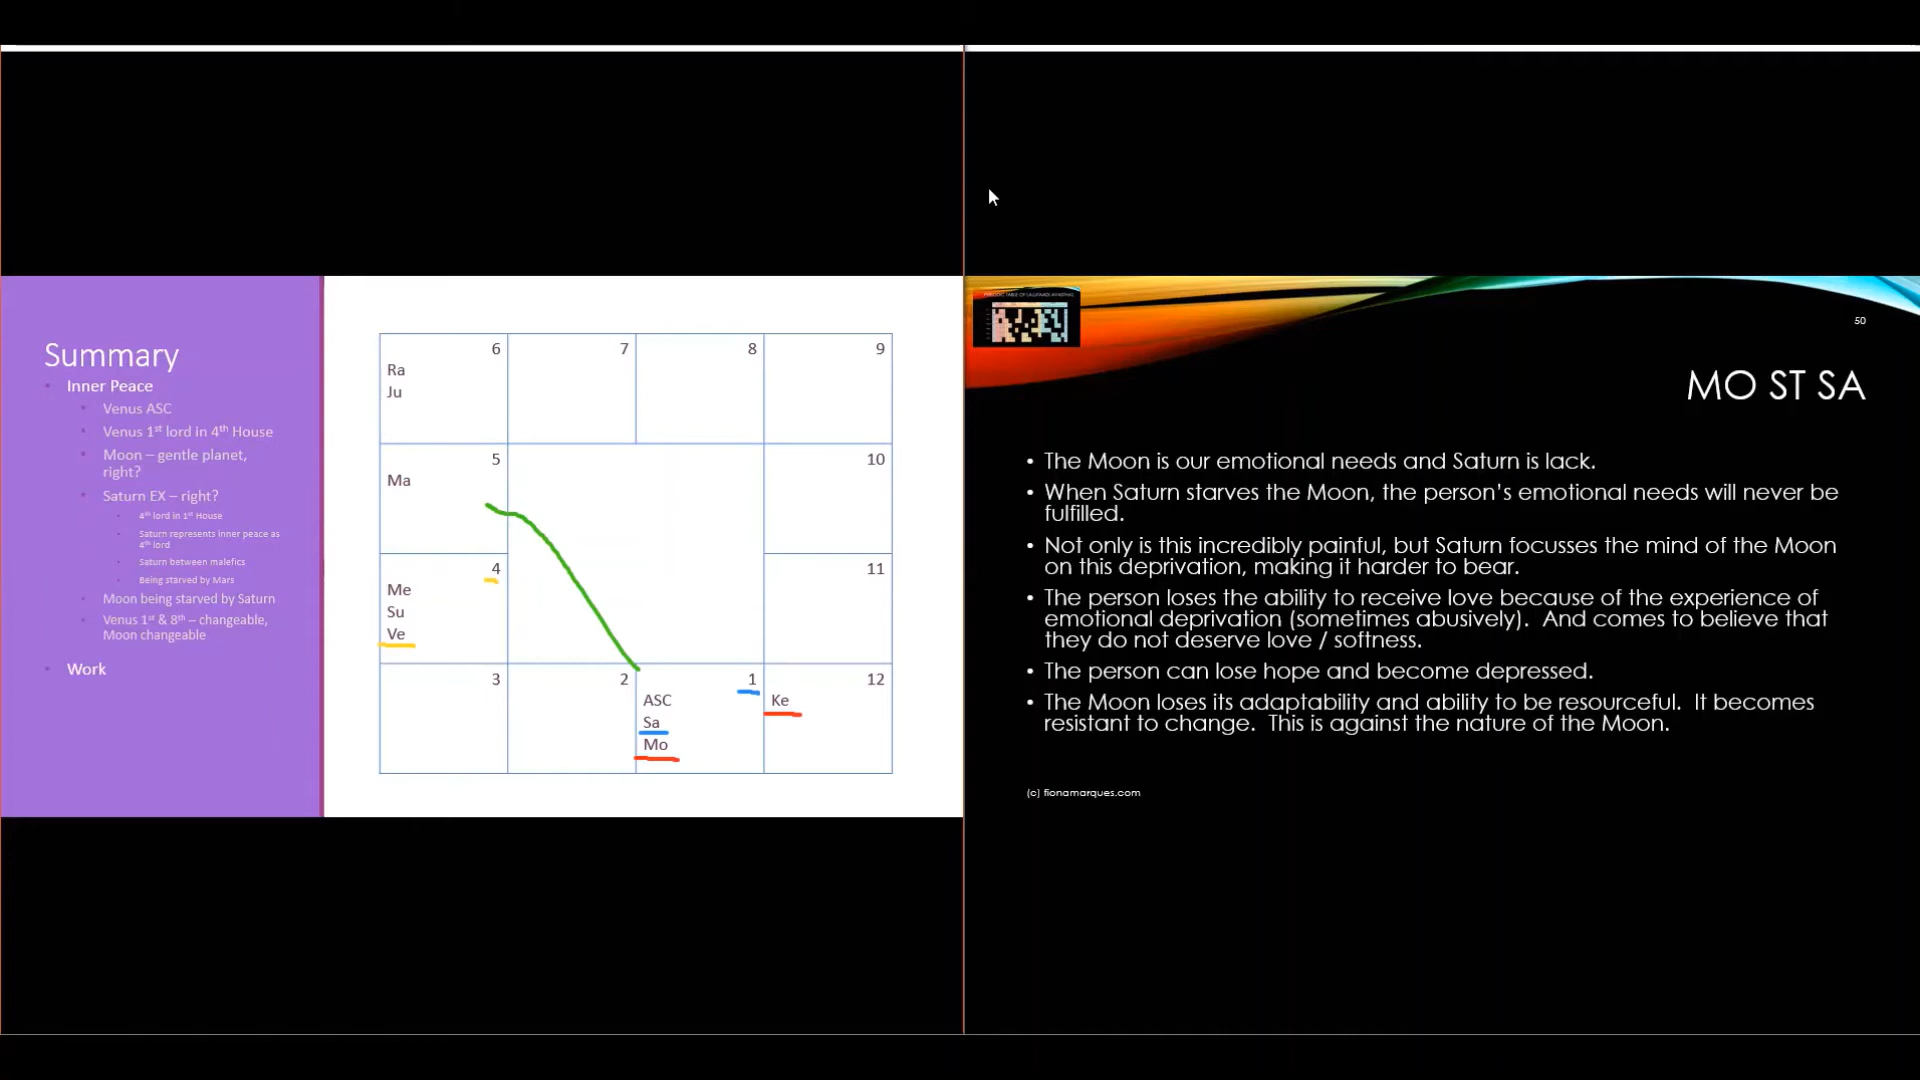 Summary
• Inner Peace
• Venus ASC
• Venus 1st lord in 4th House
• Moon – gentle planet,
right?
• Saturn EX – right?
• 4th lord in 1st House
• Saturn represents inner peace as
4th lord
• Saturn between malefics
• Being starved by Mars
• Moon being starved by Saturn
• Venus 1st & 8th – changeable,
Moon changeable
• Work
6
Ra
Ju
7
8
9
5
Ma
10
4
Me
Su
Ve
11
3
2
1
ASC
Sa
Mo
12
Ke
50
MO ST SA
• The Moon is our emotional needs and Saturn is lack.
• When Saturn starves the Moon, the person's emotional needs will never be
fulfilled.
• Not only is this incredibly painful, but Saturn focusses the mind of the Moon
on this deprivation, making it harder to bear.
• The person loses the ability to receive love because of the experience of
emotional deprivation (sometimes abusively). And comes to believe that
they do not deserve love / softness.
• The person can lose hope and become depressed.
• The Moon loses its adaptability and ability to be resourceful. It becomes
resistant to change. This is against the nature of the Moon.
(c) fionamarques.com